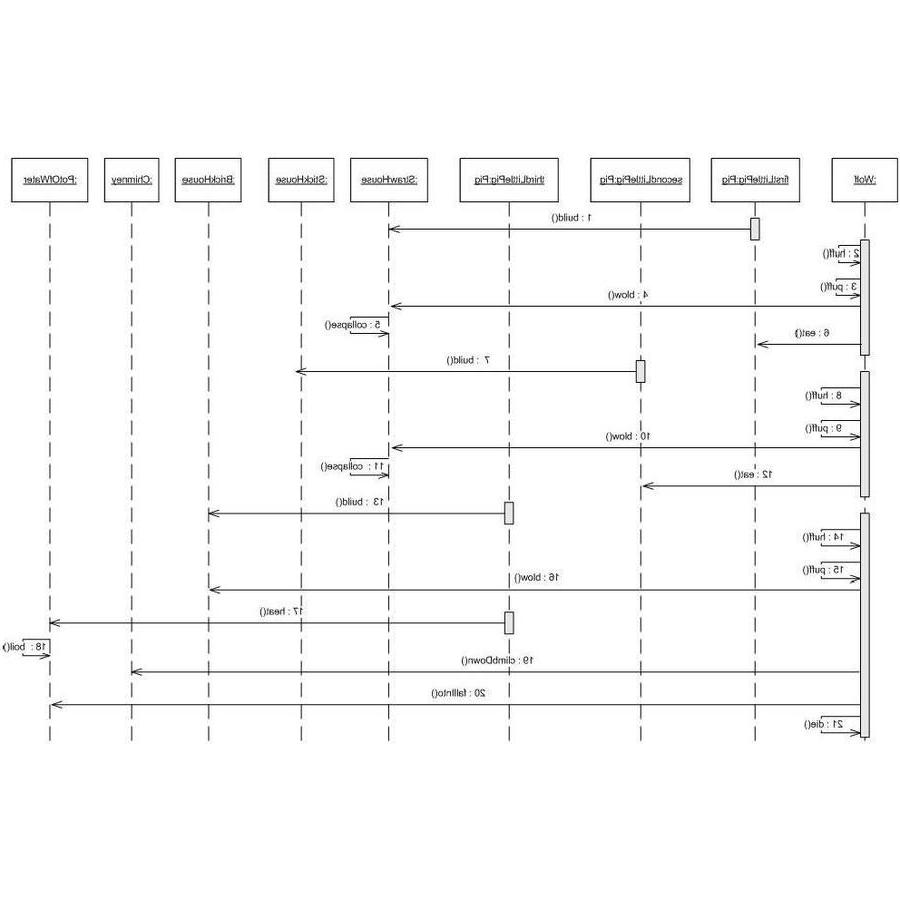 :Wolf
firstLittlePig:Pig
secondLittlePig:Pig
thirdLittlePig:Pig
:StrawHouse
:StickHouse
:BrickHouse
:Chimney
:PotOfWater
1 : build()
2 : huff()
3 : puff()
4 : blow()
5 : collapse()
6 : eat()
7 : build()
8 : huff()
9 : puff()
10 : blow()
11 : collapse()
12 : eat()
13 : build()
14 : huff()
15 : puff()
16 : blow()
17 : heat()
18 : boil()
19 : climbDown()
20 : fallInto()
21 : die()